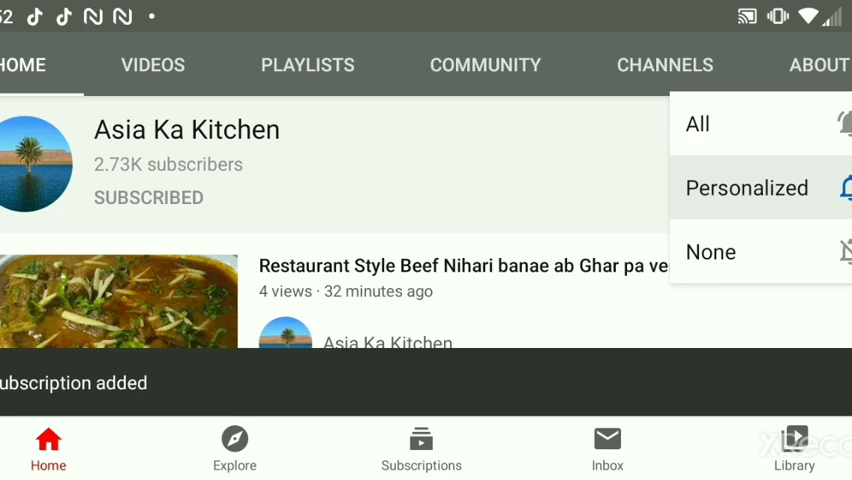 52
HOME VIDEOS PLAYLISTS COMMUNITY CHANNELS ABOUT
Asia Ka Kitchen
2.73K subscribers
SUBSCRIBED
All
Personalized
None
Restaurant Style Beef Nihari banae ab Ghar pa ve
4 views · 32 minutes ago
Asia Ka Kitchen
ubscription added
Home Explore Subscriptions Inbox Library